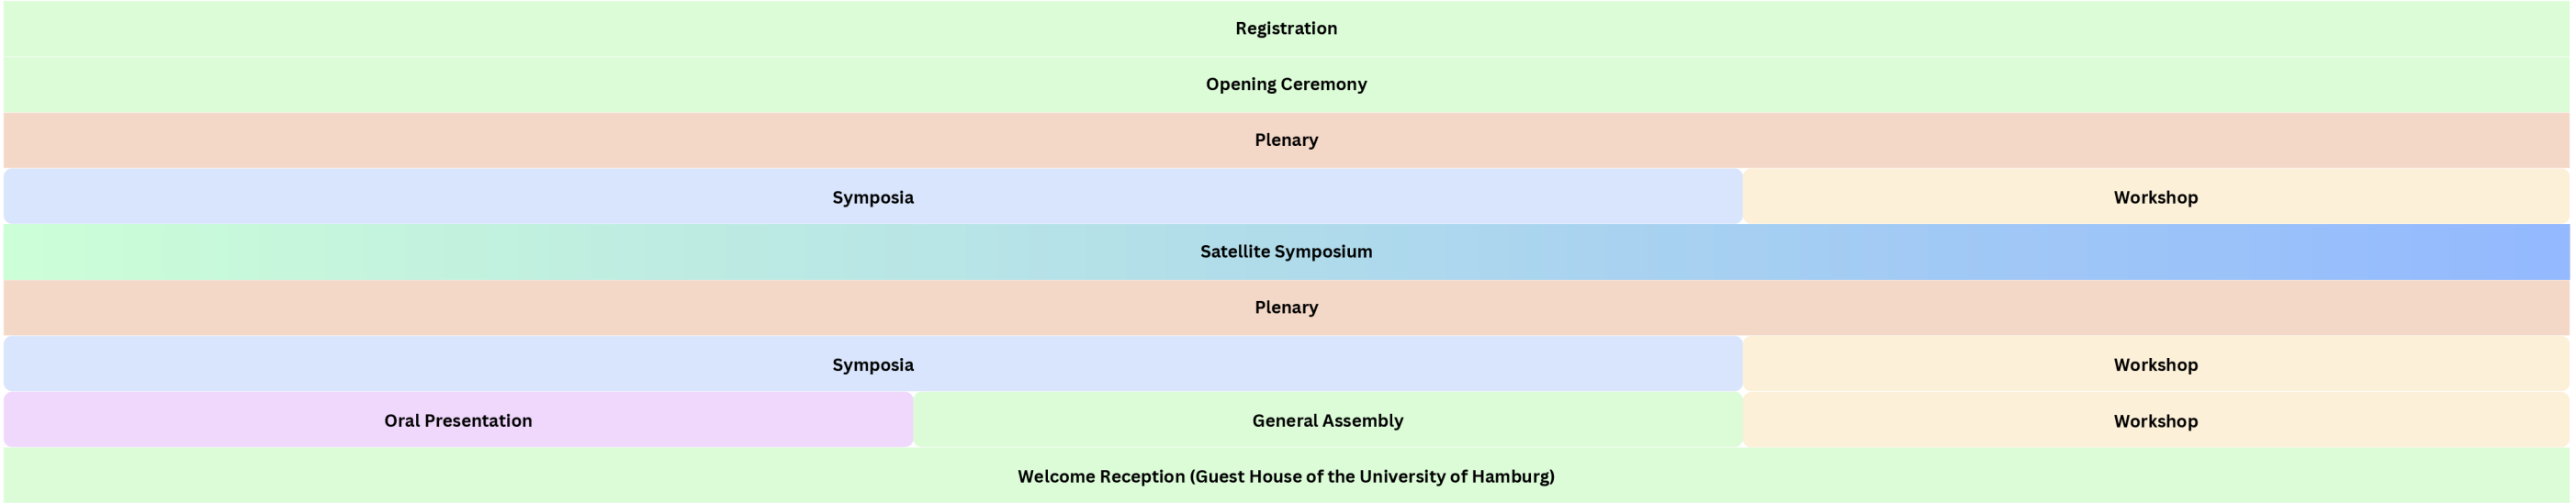 Registration
Opening Ceremony
Plenary
Symposia
Workshop
Satellite Symposium
Plenary
Symposia
Workshop
Oral Presentation
General Assembly
Workshop
Welcome Reception (Guest House of the University of Hamburg)